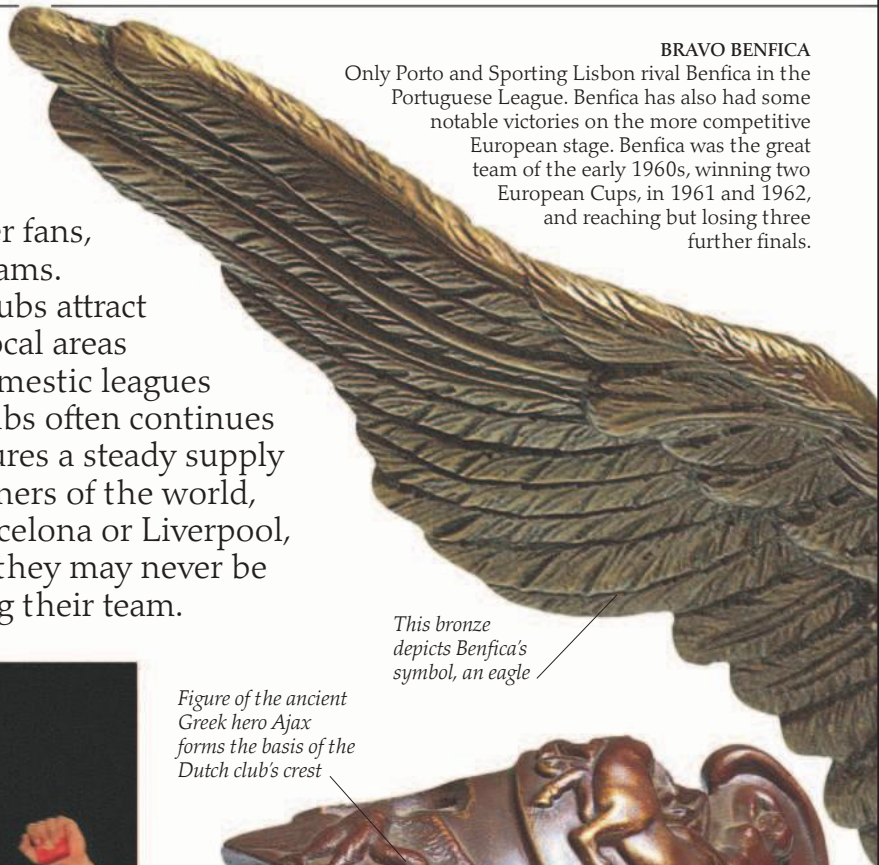 BRAVO BENFICA
Only Porto and Sporting Lisbon rival Benfica in the
Portuguese League. Benfica has also had some
notable victories on the more competitive
European stage. Benfica was the great
team of the early 1960s, winning two
European Cups, in 1961 and 1962,
and reaching but losing three
further finals.
r fans,
ams.
ubs attract
ocal areas
mestic leagues
ubs often continues
ures a steady supply
ners of the world,
celona or Liverpool,
they may never be
g their team.
This bronze
depicts Benfica's
symbol, an eagle
Figure of the ancient
Greek hero Ajax
forms the basis of the
Dutch club's crest